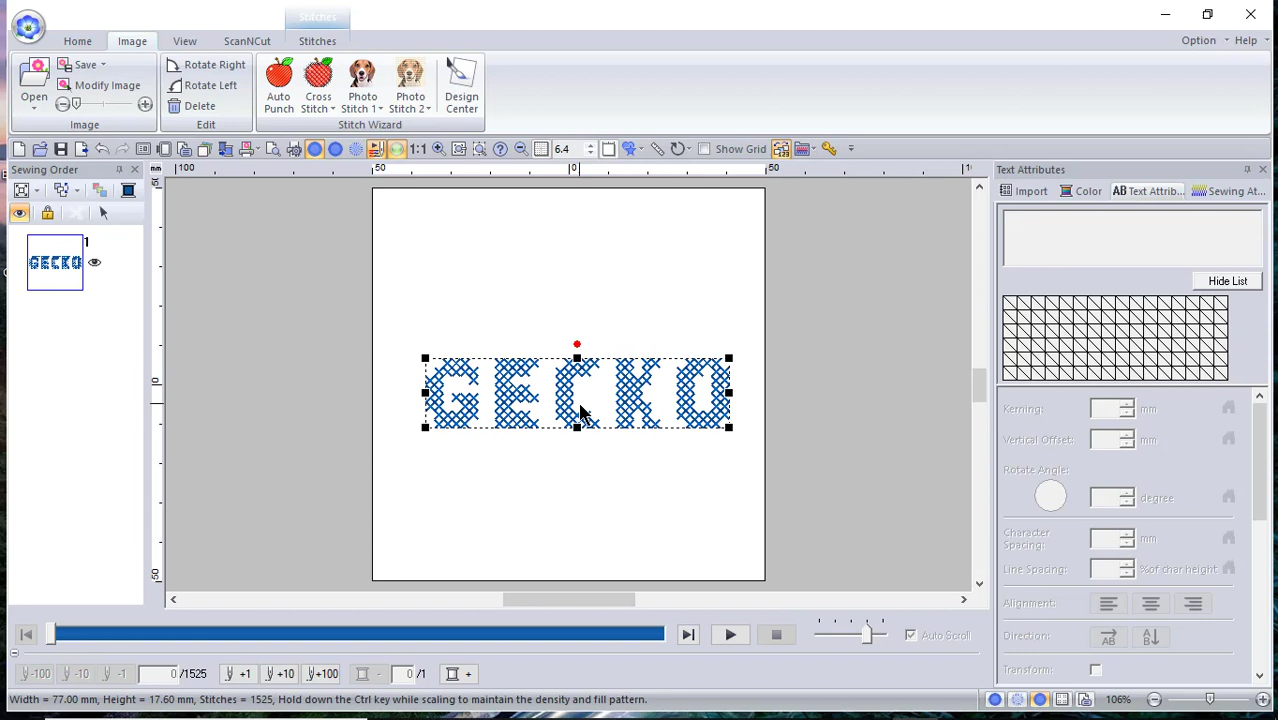 Stitches
Home Image View ScanNCut Stitches Option Help
Open Save Modify Image
Rotate Right Rotate Left Delete
Auto Punch Cross Stitch Photo Stitch 1 Photo Stitch 2 Design Center
Image Edit Stitch Wizard
1:1 6.4 Show Grid
Sewing Order
mm 100 50 0 50
Text Attributes
Import Color AB Text Attrib... Sewing At...
1
GECKO
Hide List
GECKO
50
0
50
Kerning: mm
Vertical Offset: mm
Rotate Angle:
degree
Character Spacing: mm
Line Spacing: %of char height
Alignment:
Direction: AB
Transform:
Auto Scroll
-100 -10 -1 0 /1525 +1 +10 +100 - 0 /1 +
Width = 77.00 mm, Height = 17.60 mm, Stitches = 1525, Hold down the Ctrl key while scaling to maintain the density and fill pattern.
106%